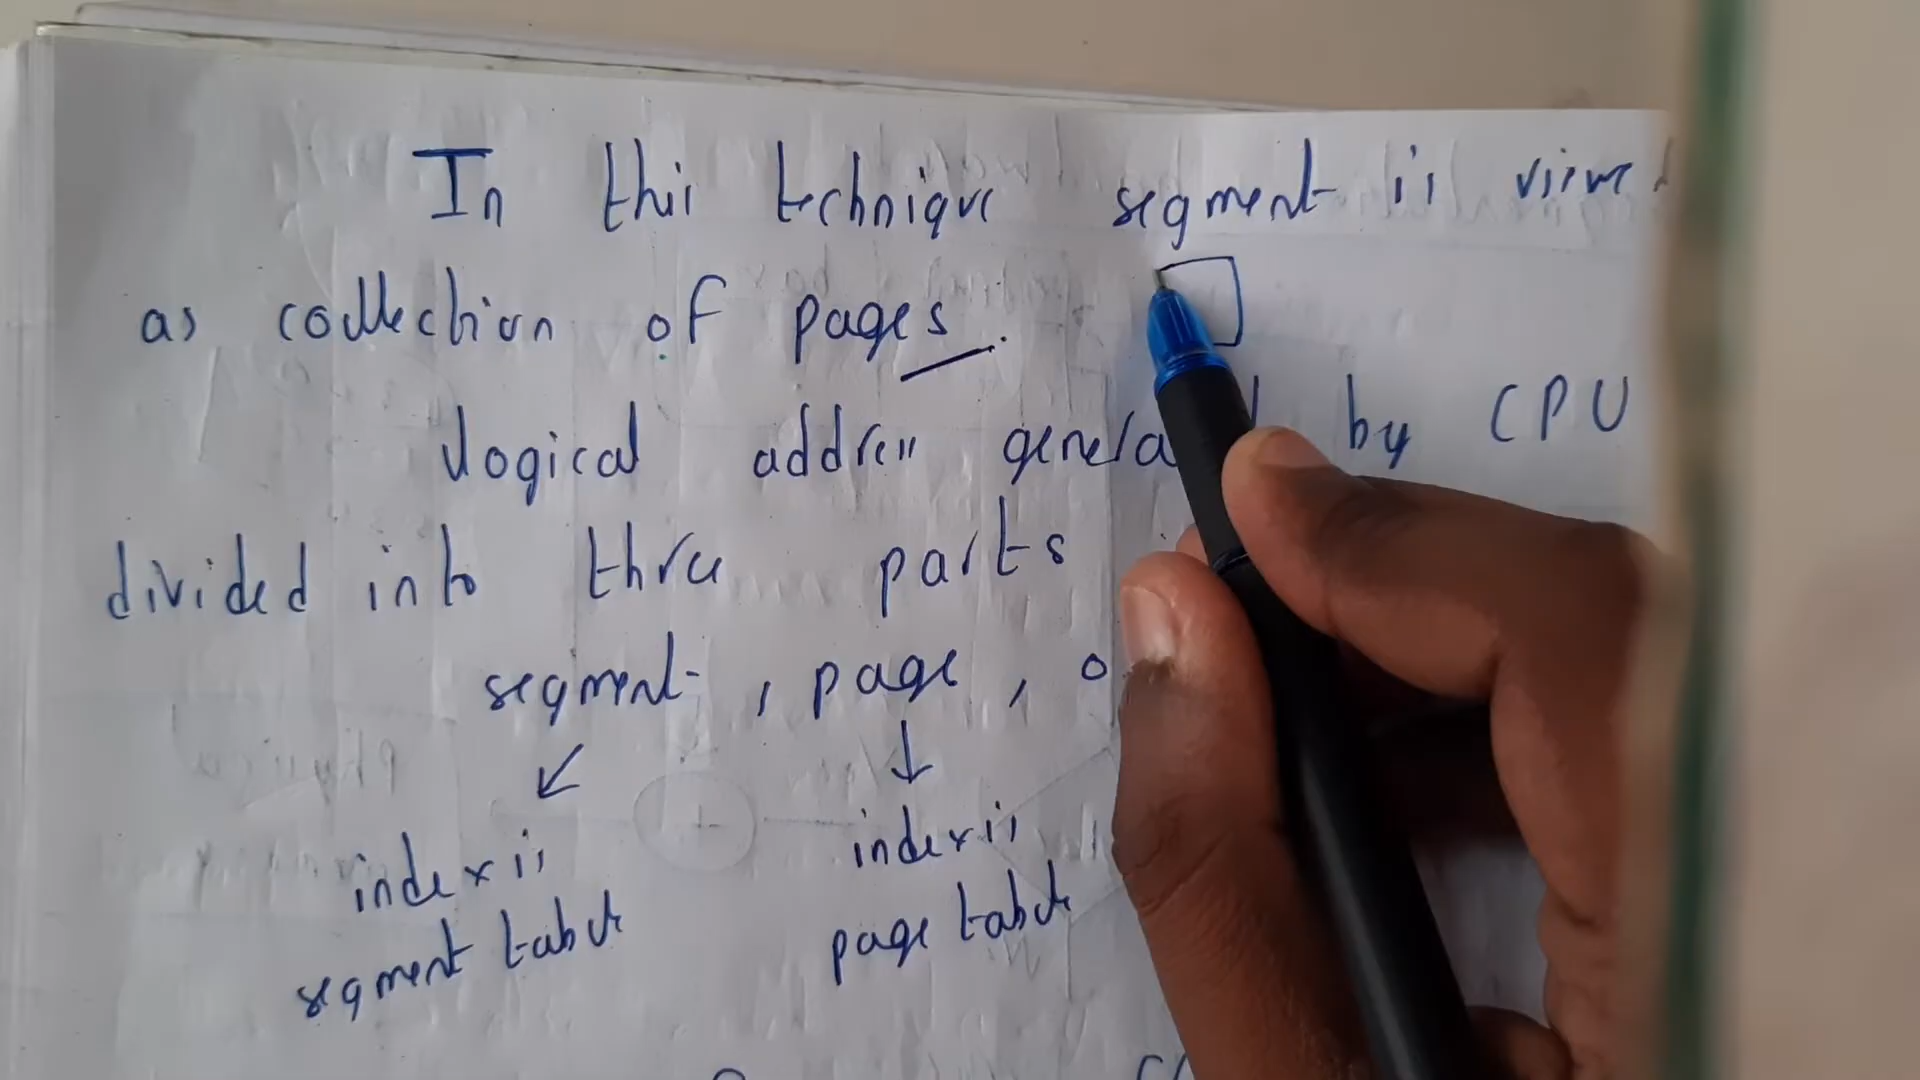 In this technique segment is viewed
as collection of pages.
logical address generated by CPU
divided into three parts
segment, page,
↙ ↓
index is index is
segment table page table